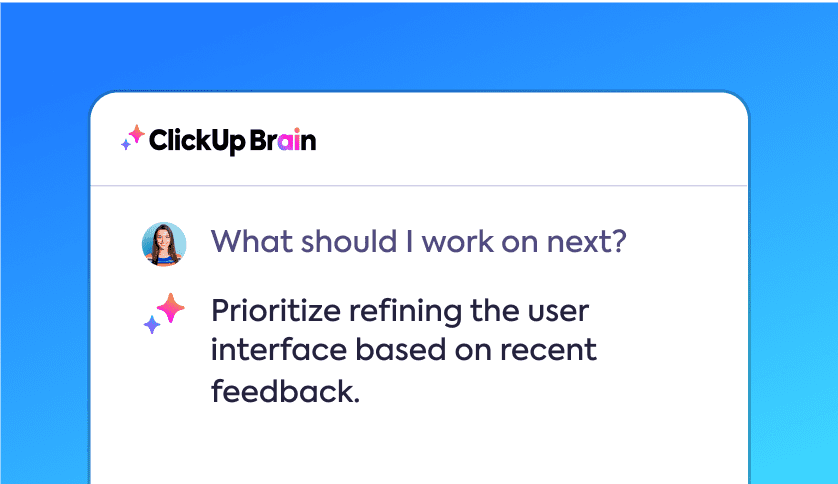 ClickUp Brain
What should I work on next?
Prioritize refining the user
interface based on recent
feedback.